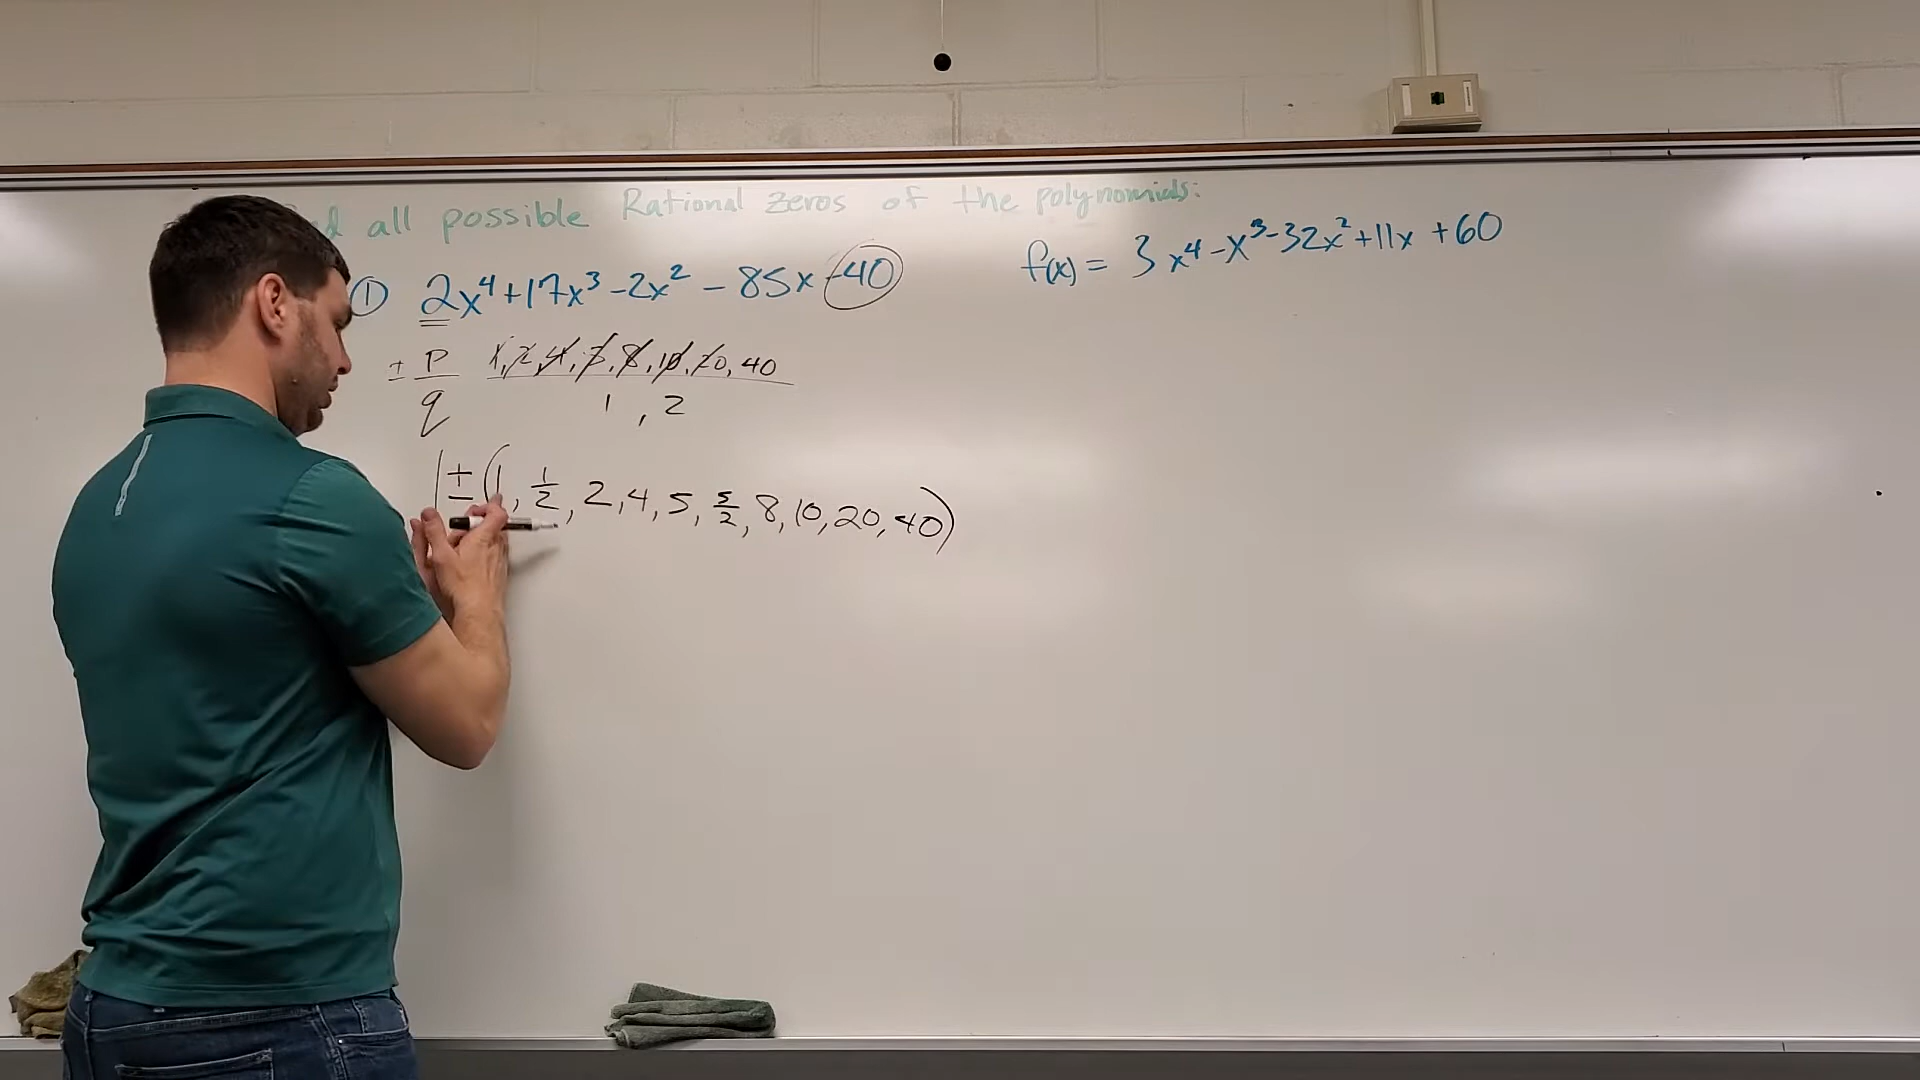 all possible Rational zeros of the polynomials:
① 2x⁴+17x³-2x²-85x-40
f(x) = 3x⁴-x³-32x²+11x+60
± p/q 1,2,4,5,8,10,20,40 / 1,2
± (1, 1/2, 2, 4, 5, 5/2, 8, 10, 20, 40)